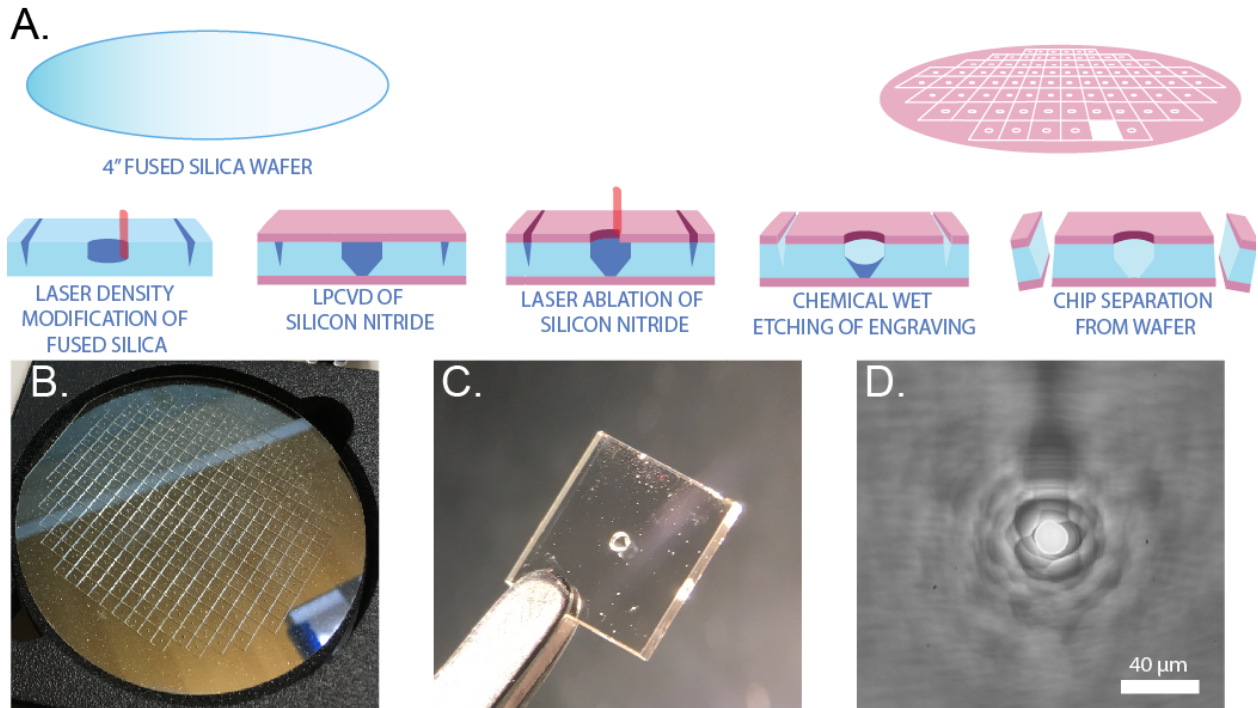 A.
4” FUSED SILICA WAFER
LASER DENSITY
MODIFICATION OF
FUSED SILICA
LPCVD OF
SILICON NITRIDE
LASER ABLATION OF
SILICON NITRIDE
CHEMICAL WET
ETCHING OF ENGRAVING
CHIP SEPARATION
FROM WAFER
B.
C.
D.
40 µm